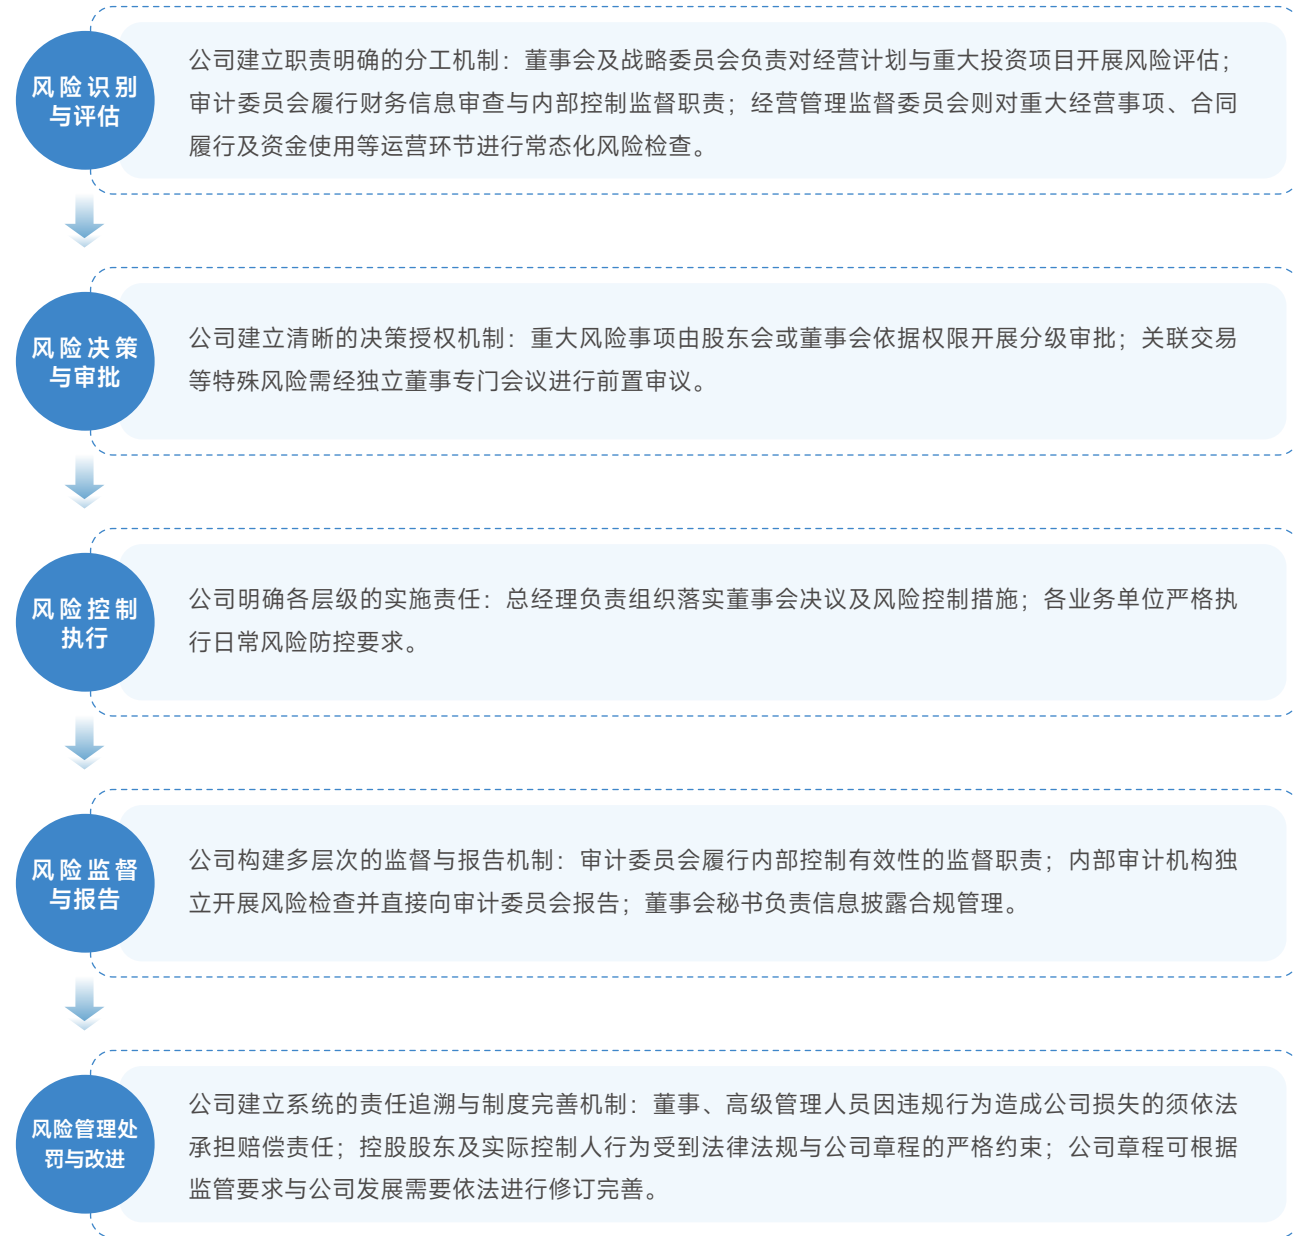 风险识别
与评估
公司建立职责明确的分工机制：董事会及战略委员会负责对经营计划与重大投资项目开展风险评估；
审计委员会履行财务信息审查与内部控制监督职责；经营管理监督委员会则对重大经营事项、合同
履行及资金使用等运营环节进行常态化风险检查。
风险决策
与审批
公司建立清晰的决策授权机制：重大风险事项由股东会或董事会依据权限开展分级审批；关联交易
等特殊风险需经独立董事专门会议进行前置审议。
风险控制
执行
公司明确各层级的实施责任：总经理负责组织落实董事会决议及风险控制措施；各业务单位严格执
行日常风险防控要求。
风险监督
与报告
公司构建多层次的监督与报告机制：审计委员会履行内部控制有效性的监督职责；内部审计机构独
立开展风险检查并直接向审计委员会报告；董事会秘书负责信息披露合规管理。
风险管理处
罚与改进
公司建立系统的责任追溯与制度完善机制：董事、高级管理人员因违规行为造成公司损失的须依法
承担赔偿责任；控股股东及实际控制人行为受到法律法规与公司章程的严格约束；公司章程可根据
监管要求与公司发展需要依法进行修订完善。